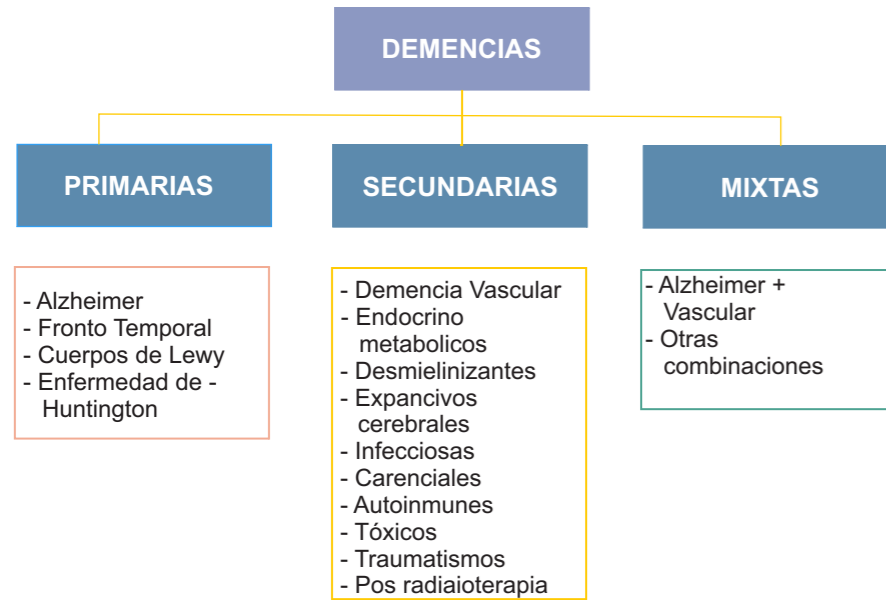 DEMENCIAS
PRIMARIAS
SECUNDARIAS
MIXTAS
- Alzheimer
- Fronto Temporal
- Cuerpos de Lewy
- Enfermedad de -
Huntington
- Demencia Vascular
- Endocrino
metabolicos
- Desmielinizantes
- Expancivos
cerebrales
- Infecciosas
- Carenciales
- Autoinmunes
- Tóxicos
- Traumatismos
- Pos radiaioterapia
- Alzheimer +
Vascular
- Otras
combinaciones